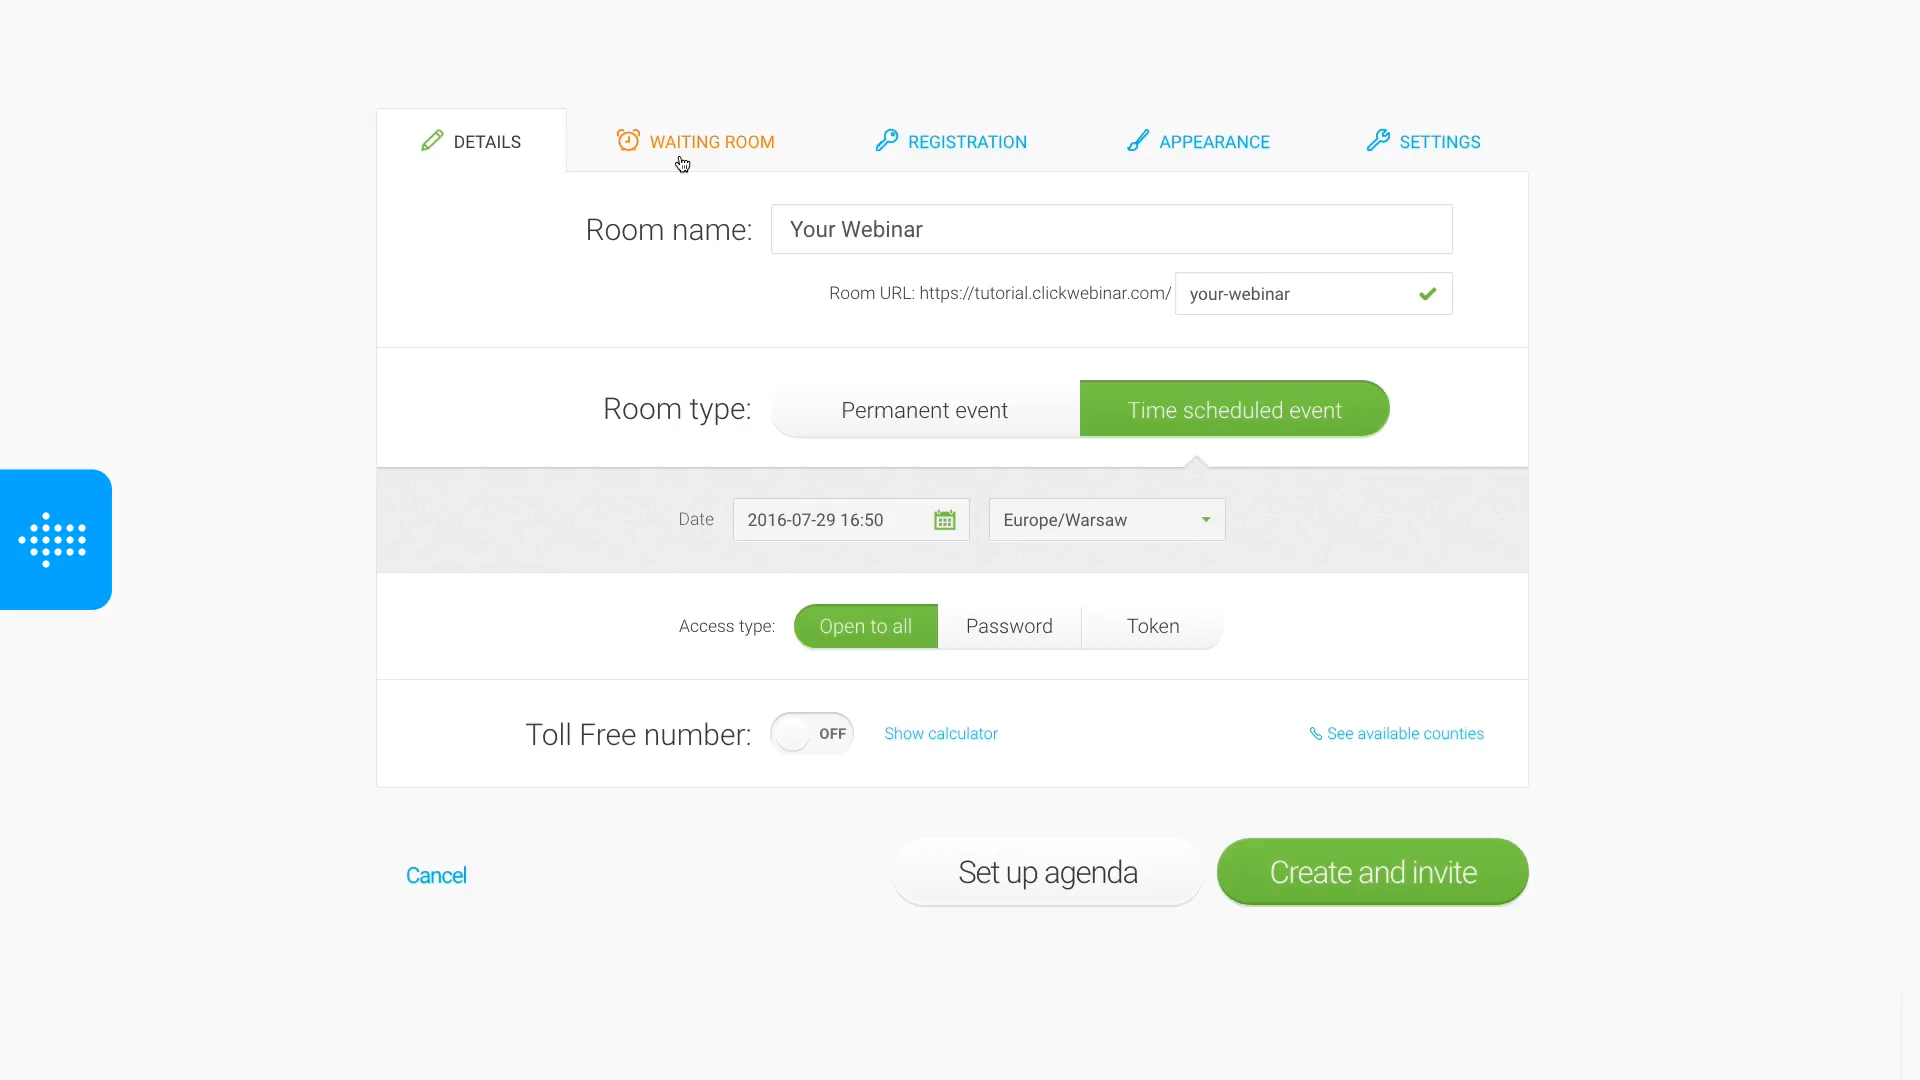 DETAILS
WAITING ROOM
REGISTRATION
APPEARANCE
SETTINGS
Room name: Your Webinar
Room URL: https://tutorial.clickwebinar.com/ your-webinar
Room type: Permanent event Time scheduled event
Date 2016-07-29 16:50 Europe/Warsaw
Access type: Open to all Password Token
Toll Free number: OFF Show calculator See available counties
Cancel Set up agenda Create and invite